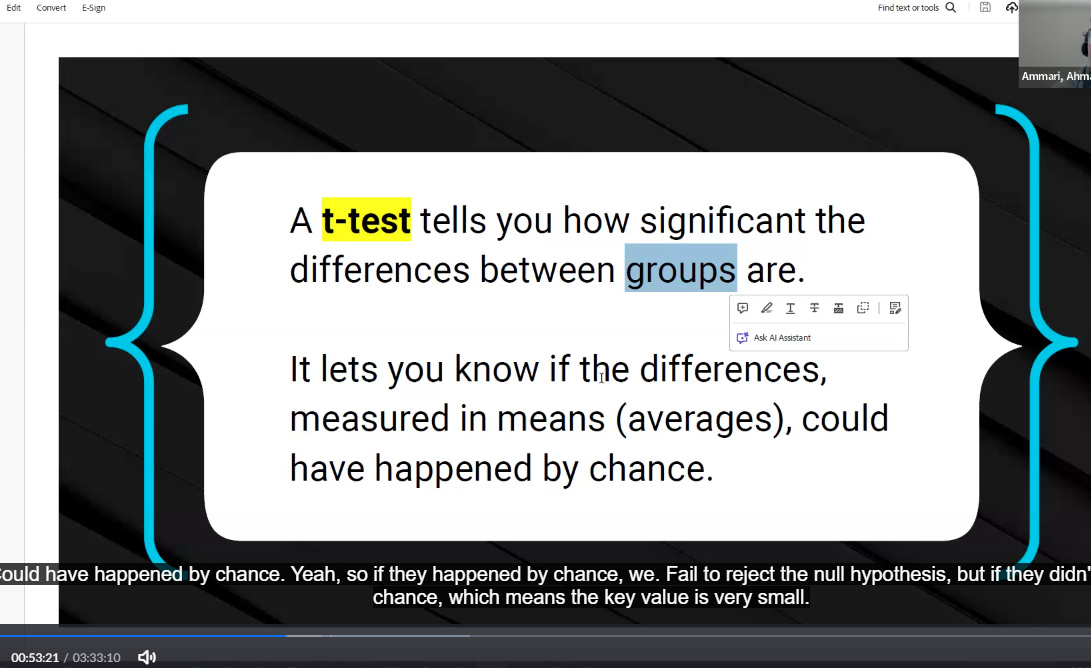 Edit Convert E-Sign Find text or tools
Ammari, Ahma
A t-test tells you how significant the
differences between groups are.
Ask AI Assistant
It lets you know if the differences,
measured in means (averages), could
have happened by chance.
ould have happened by chance. Yeah, so if they happened by chance, we. Fail to reject the null hypothesis, but if they didn'
chance, which means the key value is very small.
00:53:21 / 03:33:10